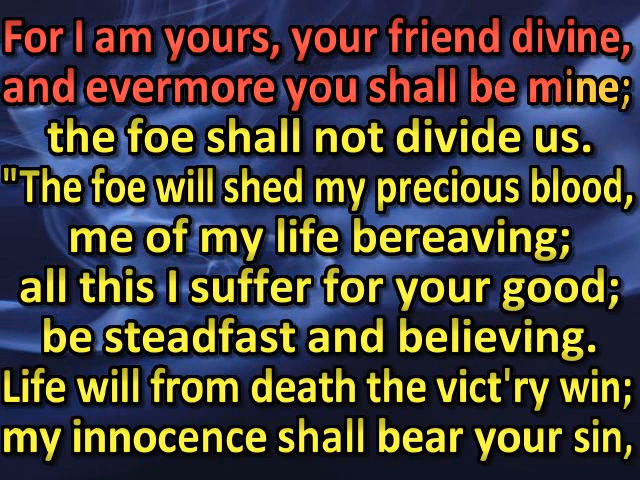 For I am yours, your friend divine,
and evermore you shall be mine;
the foe shall not divide us.
"The foe will shed my precious blood,
me of my life bereaving;
all this I suffer for your good;
be steadfast and believing.
Life will from death the vict'ry win;
my innocence shall bear your sin,